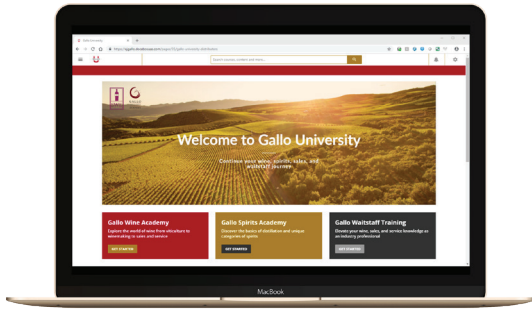 Gallo University
Search courses, content and more...
Welcome to Gallo University
Continue your wine, spirits, sales, and
waitstaff journey
Gallo Wine Academy
Explore the world of wine from viticulture to
winemaking to sales and service
GET STARTED
Gallo Spirits Academy
Discover the basics of distillation and unique
categories of spirits
GET STARTED
Gallo Waitstaff Training
Elevate your wine, sales, and service knowledge as
an industry professional
GET STARTED
MacBook